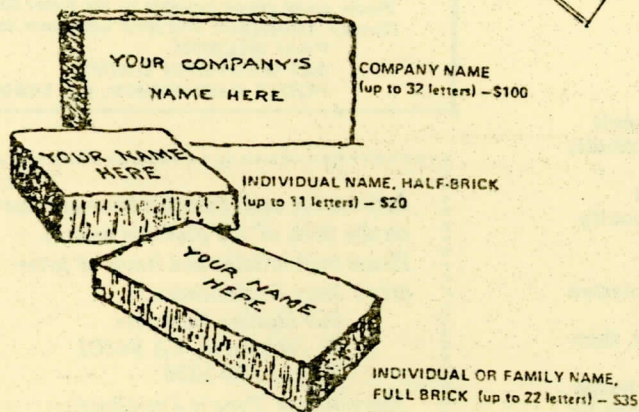 YOUR COMPANY'S
NAME HERE
COMPANY NAME
(up to 32 letters) –$100
YOUR NAME
HERE
INDIVIDUAL NAME, HALF-BRICK
(up to 11 letters) – $20
YOUR NAME
HERE
INDIVIDUAL OR FAMILY NAME,
FULL BRICK (up to 22 letters) – $35